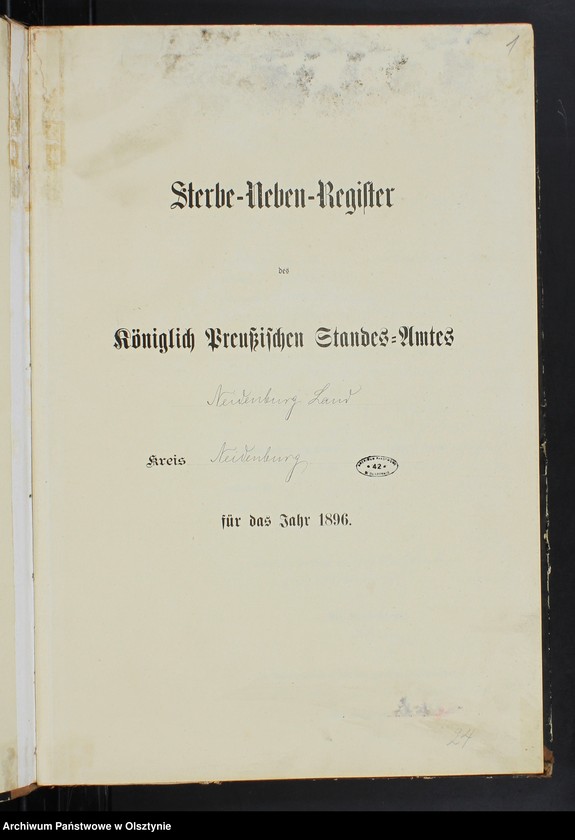 1
Sterbe-Neben-Register
des
Königlich Preußischen Standes-Amtes
Neidenburg Land
Kreis Neidenburg
42
für das Jahr 1896.
24
Archiwum Państwowe w Olsztynie